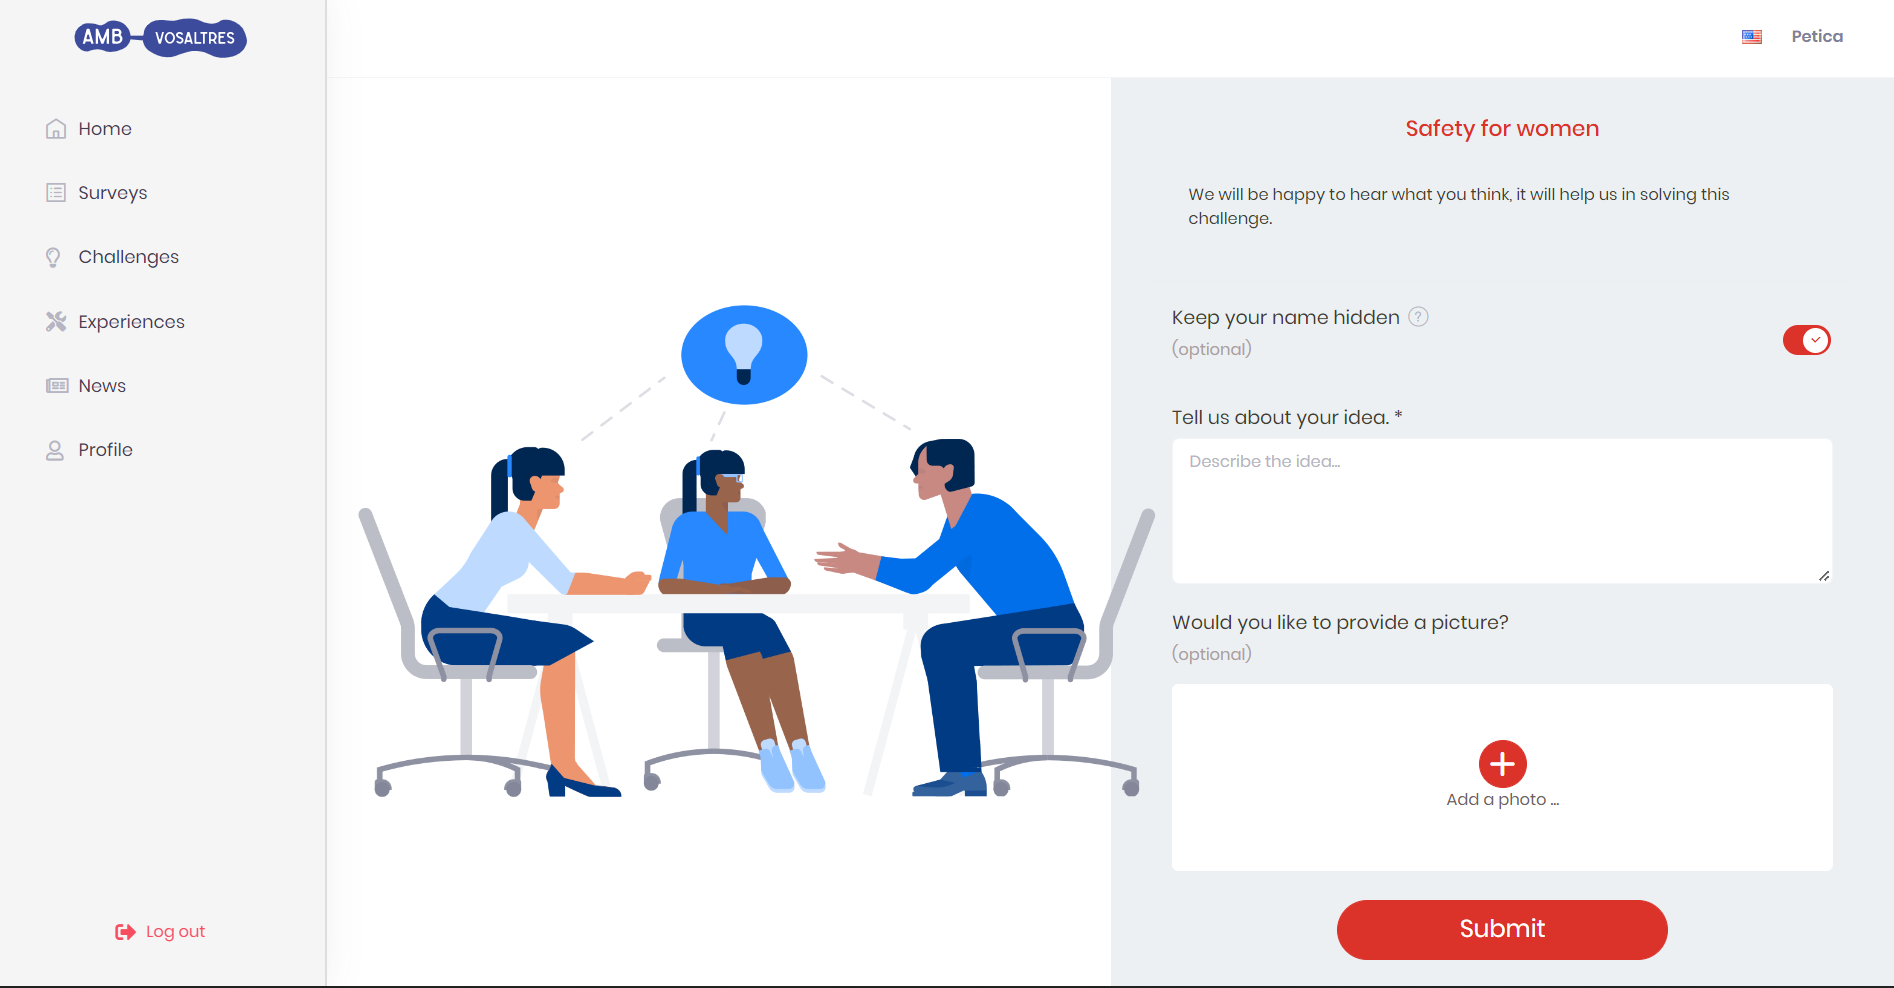 AMB VOSALTRES
Petica
Home
Surveys
Challenges
Experiences
News
Profile
Log out
Safety for women
We will be happy to hear what you think, it will help us in solving this
challenge.
Keep your name hidden ?
(optional)
Tell us about your idea. *
Describe the idea...
Would you like to provide a picture?
(optional)
Add a photo ...
Submit